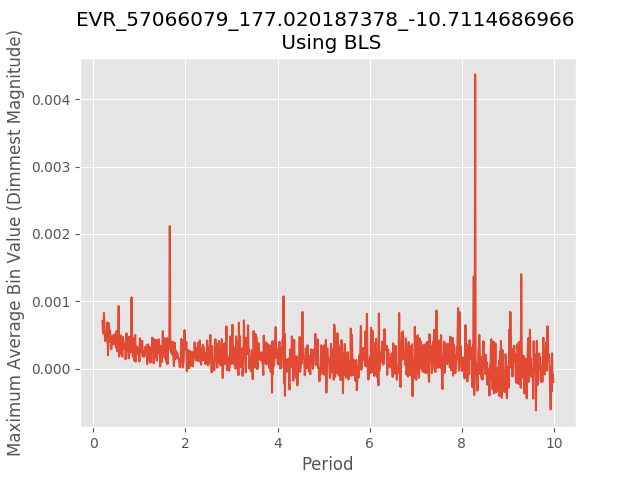 EVR_57066079_177.020187378_-10.7114686966
Using BLS
Maximum Average Bin Value (Dimmest Magnitude)
0.004
0.003
0.002
0.001
0.000
0
2
4
6
8
10
Period